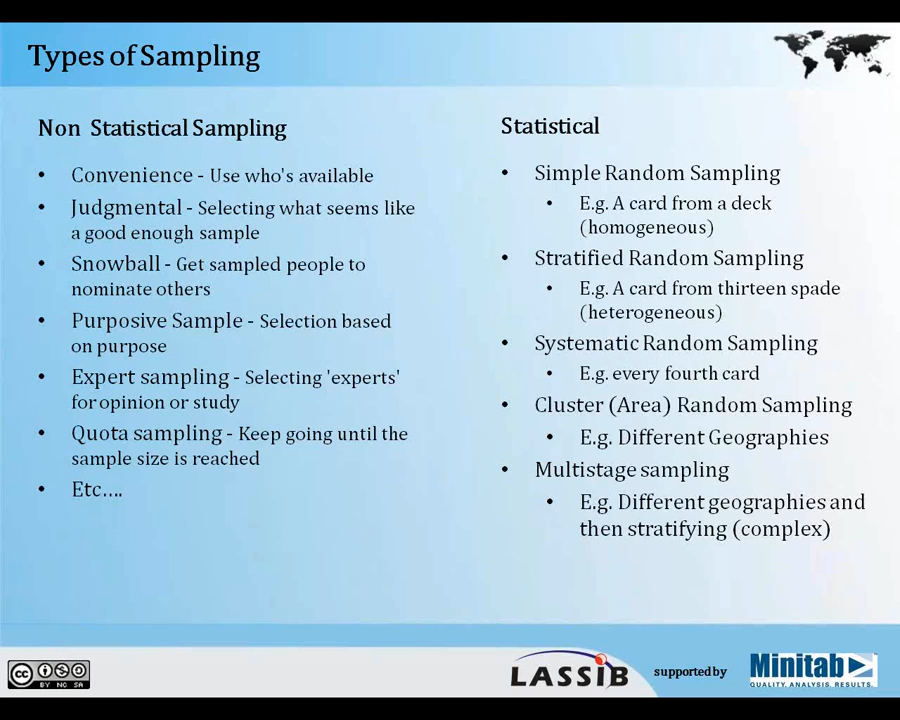 Types of Sampling
Non Statistical Sampling
• Convenience - Use who's available
• Judgmental - Selecting what seems like
a good enough sample
• Snowball - Get sampled people to
nominate others
• Purposive Sample - Selection based
on purpose
• Expert sampling - Selecting 'experts'
for opinion or study
• Quota sampling - Keep going until the
sample size is reached
• Etc....
Statistical
• Simple Random Sampling
• E.g. A card from a deck
(homogeneous)
• Stratified Random Sampling
• E.g. A card from thirteen spade
(heterogeneous)
• Systematic Random Sampling
• E.g. every fourth card
• Cluster (Area) Random Sampling
• E.g. Different Geographies
• Multistage sampling
• E.g. Different geographies and
then stratifying (complex)
cc
BY NC SA
LASSIB
supported by
Minitab
QUALITY. ANALYSIS. RESULTS.